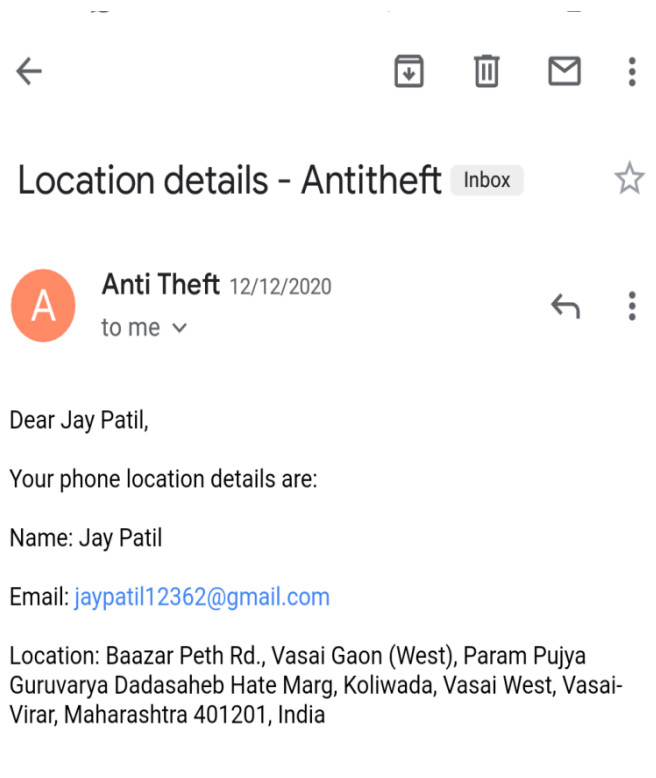 Location details - Antitheft Inbox
A
Anti Theft 12/12/2020
to me
Dear Jay Patil,
Your phone location details are:
Name: Jay Patil
Email: jaypatil12362@gmail.com
Location: Baazar Peth Rd., Vasai Gaon (West), Param Pujya
Guruvarya Dadasaheb Hate Marg, Koliwada, Vasai West, Vasai-
Virar, Maharashtra 401201, India